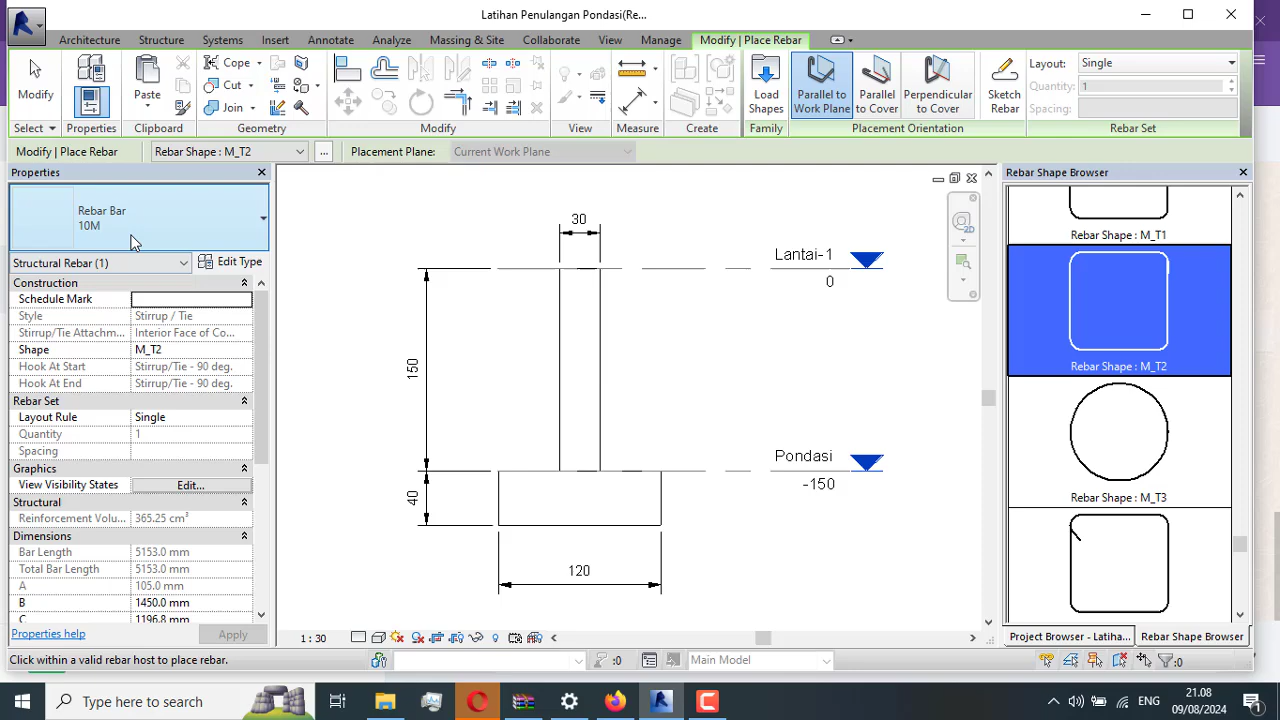 Latihan Penulangan Pondasi(Re...
Architecture Structure Systems Insert Annotate Analyze Massing & Site Collaborate View Manage Modify | Place Rebar
Modify Paste Cope Cut Join Load Shapes Parallel to Work Plane Parallel to Cover Perpendicular to Cover Sketch Rebar
Layout: Single
Quantity: 1
Spacing:
Select Properties Clipboard Geometry Modify View Measure Create Family Placement Orientation Rebar Set
Modify | Place Rebar Rebar Shape : M_T2 ... Placement Plane: Current Work Plane
Properties
Rebar Bar
10M
Structural Rebar (1) Edit Type
Construction
Schedule Mark
Style Stirrup / Tie
Stirrup/Tie Attachm... Interior Face of Co...
Shape M_T2
Hook At Start Stirrup/Tie - 90 deg.
Hook At End Stirrup/Tie - 90 deg.
Rebar Set
Layout Rule Single
Quantity 1
Spacing
Graphics
View Visibility States Edit...
Structural
Reinforcement Volu... 365.25 cm³
Dimensions
Bar Length 5153.0 mm
Total Bar Length 5153.0 mm
A 105.0 mm
B 1450.0 mm
C 1196.8 mm
Properties help Apply
30
Lantai-1
0
150
Pondasi
-150
40
120
1 : 30
Rebar Shape Browser
Rebar Shape : M_T1
Rebar Shape : M_T2
Rebar Shape : M_T3
Project Browser - Latiha... Rebar Shape Browser
Click within a valid rebar host to place rebar. :0 Main Model :0
Type here to search
ENG
21.08
09/08/2024
1